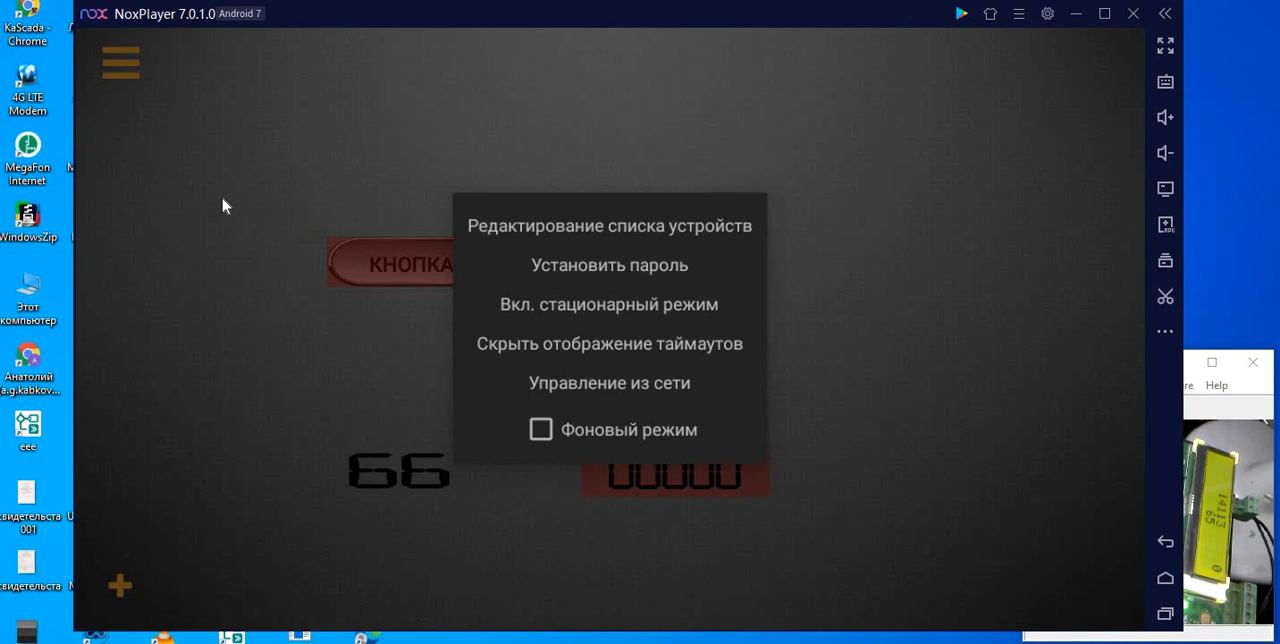 KaScada -
Chrome
4G LTE
Modem
MegaFon
Internet
WindowsZip
Этот
компьютер
Анатолий
(a.g.kabkov...
eee
свидетельства
001
свидетельства
nox NoxPlayer 7.0.1.0 Android 7
КНОПКА
Редактирование списка устройств
Установить пароль
Вкл. стационарный режим
Скрыть отображение таймаутов
Управление из сети
Фоновый режим
66
00000
re Help